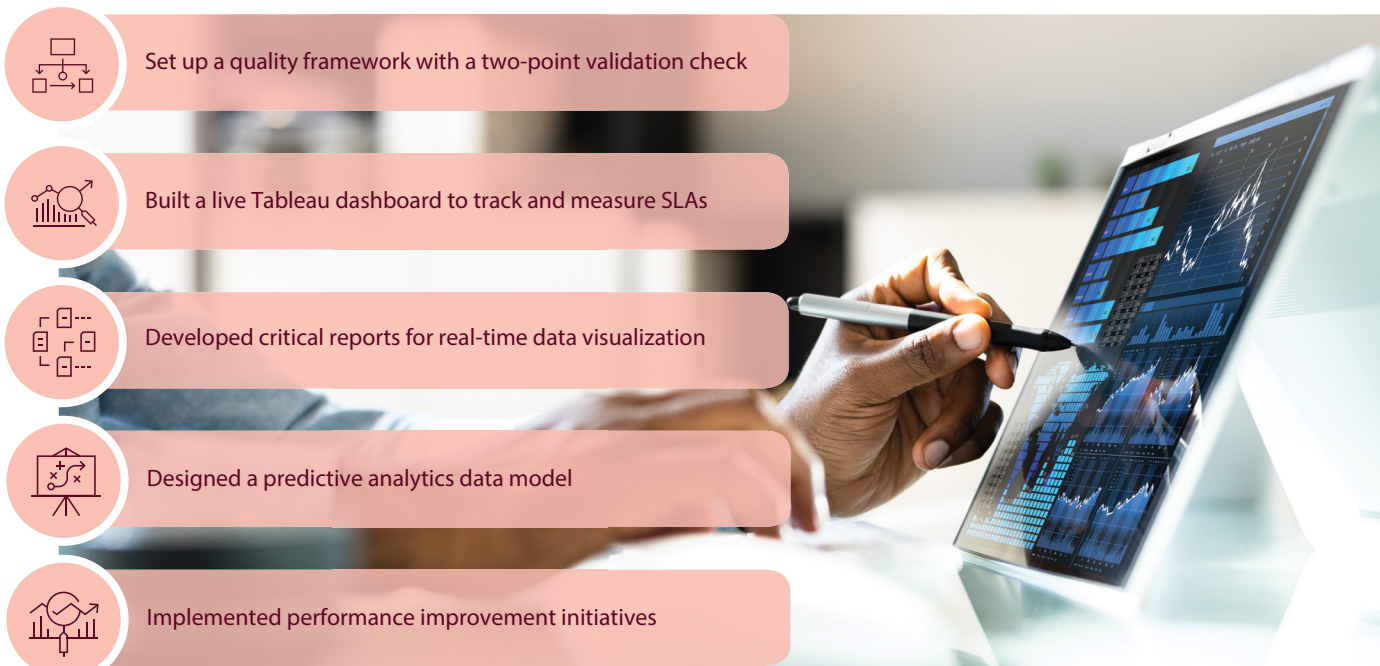 Set up a quality framework with a two-point validation check
Built a live Tableau dashboard to track and measure SLAs
Developed critical reports for real-time data visualization
Designed a predictive analytics data model
Implemented performance improvement initiatives